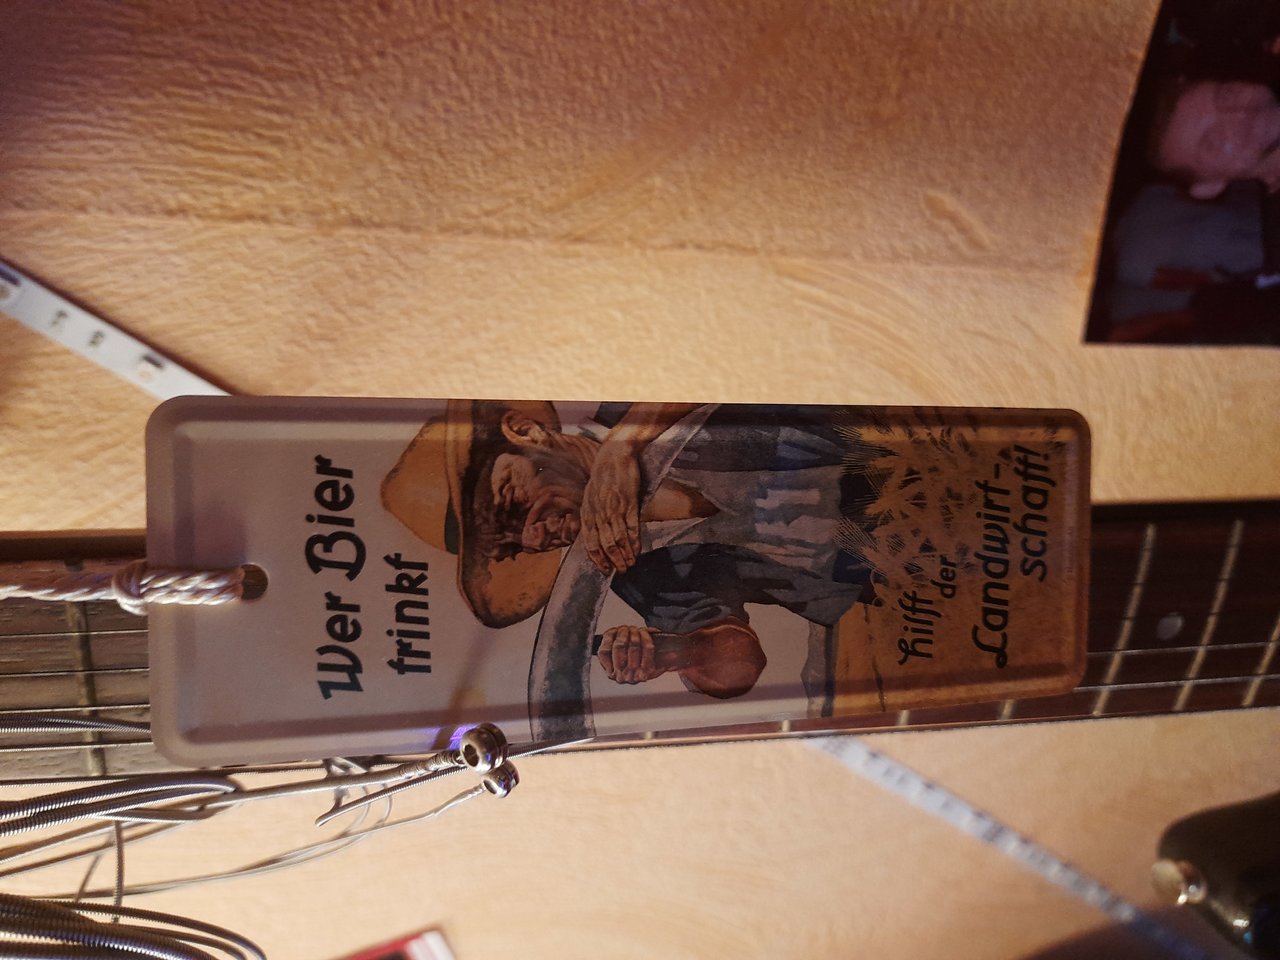 Wer Bier
trinkt
hilft
der
Landwirt-
schaft!